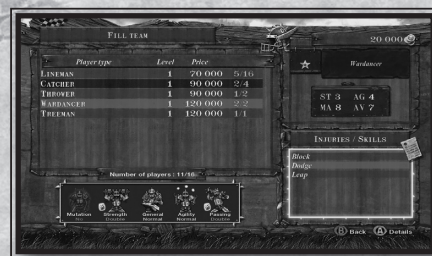 FILL TEAM
20 000
Player type Level Price
LINEMAN 1 70 000 5/16
CATCHER 1 90 000 2/4
THROWER 1 90 000 1/2
WARDANCER 1 120 000 2/2
TREEMAN 1 120 000 1/1
Number of players : 11/16
Mutation Strength General Agility Passing
No Double Normal Normal Double
Wardancer
ST 3 AG 4
MA 8 AV 7
INJURIES / SKILLS
Block
Dodge
Leap
B Back - A Details